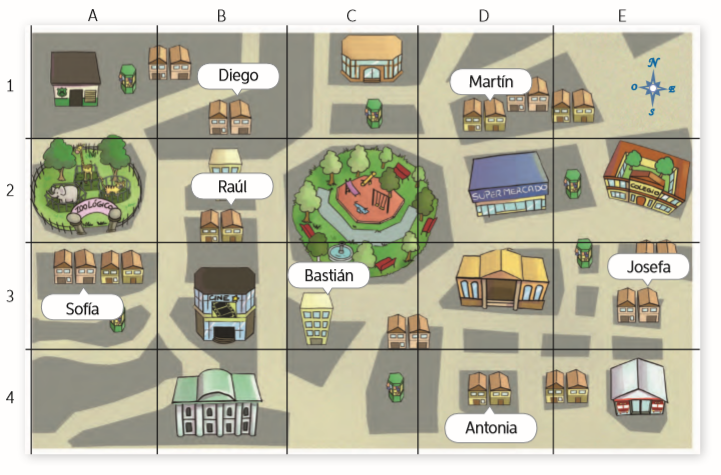 A B C D E
1
Diego
Martín
N
O E
S
2
ZOOLÓGICO
Raúl
SUPERMERCADO
COLEGIO
3
Sofía
CINE
Bastián
Josefa
4
Antonia